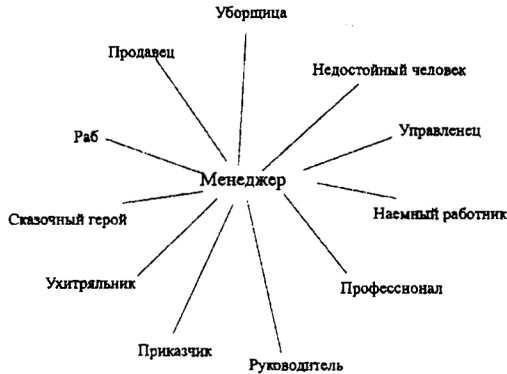 Уборщица
Продавец
Недостойный человек
Раб
Управленец
Менеджер
Сказочный герой
Наемный работник
Ухитряльник
Профессионал
Приказчик
Руководитель